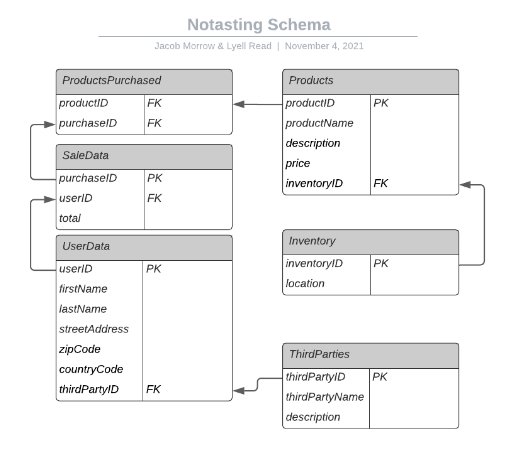 Notasting Schema
Jacob Morrow & Lyell Read | November 4, 2021
ProductsPurchased
productID FK
purchaseID FK
SaleData
purchaseID PK
userID FK
total
UserData
userID PK
firstName
lastName
streetAddress
zipCode
countryCode
thirdPartyID FK
Products
productID PK
productName
description
price
inventoryID FK
Inventory
inventoryID PK
location
ThirdParties
thirdPartyID PK
thirdPartyName
description